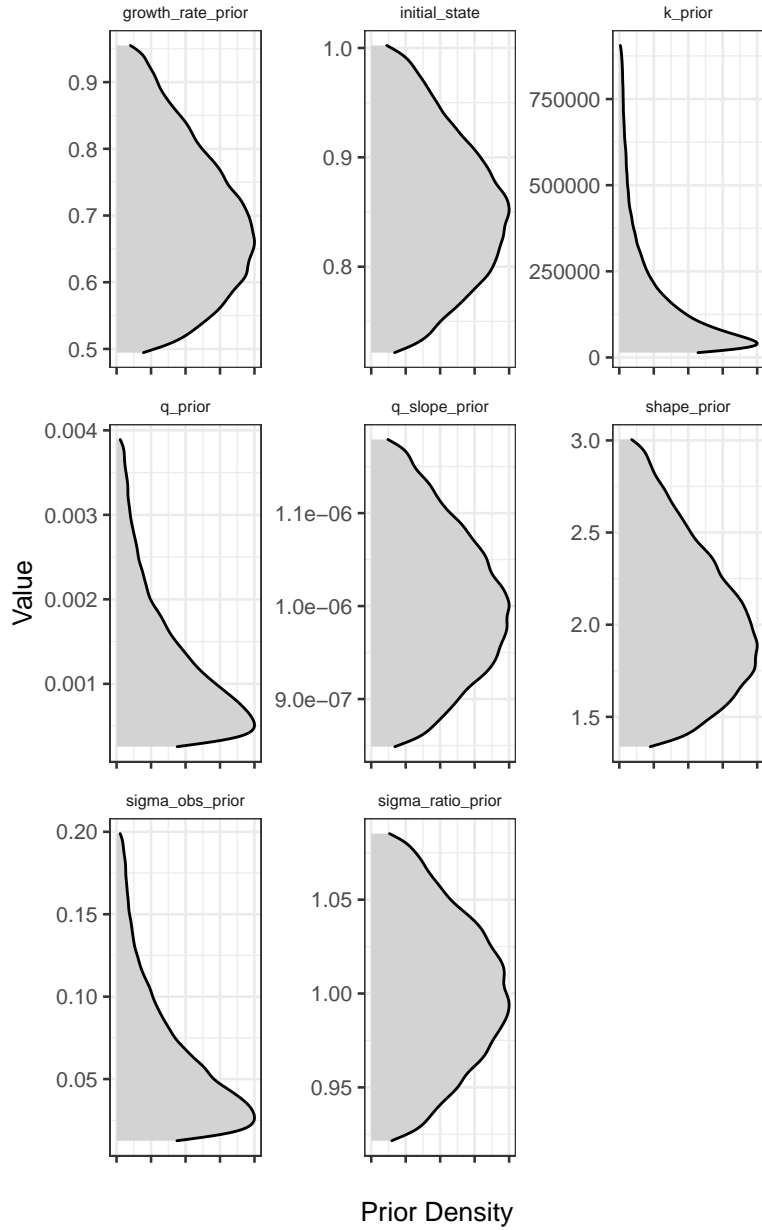 growth_rate_prior
initial_state
k_prior
0.9
0.8
0.7
0.6
0.5
1.0
0.9
0.8
750000
500000
250000
0
q_prior
q_slope_prior
shape_prior
0.004
0.003
0.002
0.001
1.1e−06
1.0e−06
9.0e−07
3.0
2.5
2.0
1.5
Value
sigma_obs_prior
sigma_ratio_prior
0.20
0.15
0.10
0.05
1.05
1.00
0.95
Prior Density